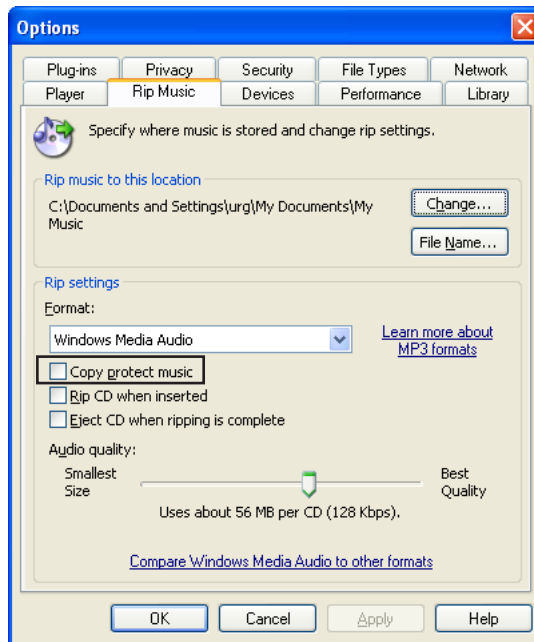 Options
Plug-ins Privacy Security File Types Network
Player Rip Music Devices Performance Library
Specify where music is stored and change rip settings.
Rip music to this location
C:\Documents and Settings\urg\My Documents\My
Music
Change...
File Name...
Rip settings
Format:
Windows Media Audio
Learn more about
MP3 formats
Copy protect music
Rip CD when inserted
Eject CD when ripping is complete
Audio quality:
Smallest
Size
Best
Quality
Uses about 56 MB per CD (128 Kbps).
Compare Windows Media Audio to other formats
OK Cancel Apply Help